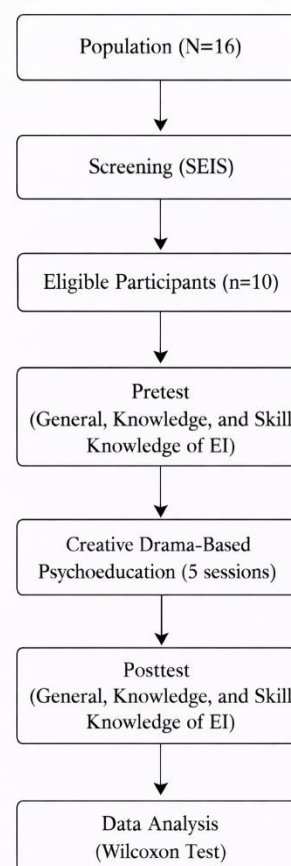 Population (N=16)
Screening (SEIS)
Eligible Participants (n=10)
Pretest
(General, Knowledge, and Skill
Knowledge of EI)
Creative Drama-Based
Psychoeducation (5 sessions)
Posttest
(General, Knowledge, and Skill
Knowledge of EI)
Data Analysis
(Wilcoxon Test)